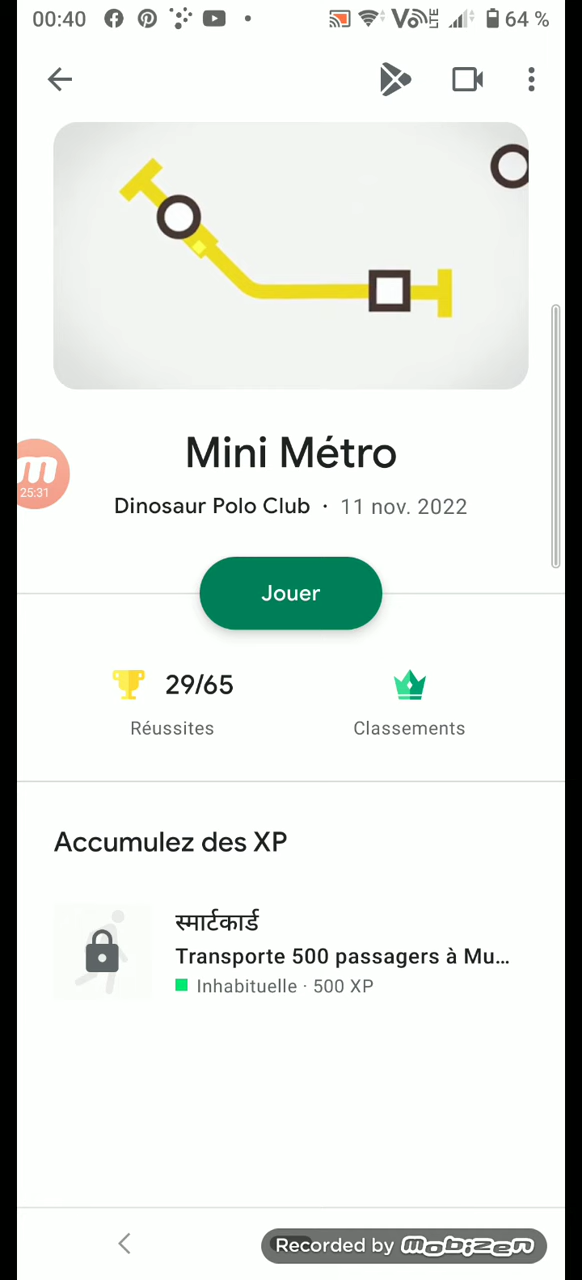 00:40 VoLTE 64 %
25:31
Mini Métro
Dinosaur Polo Club · 11 nov. 2022
Jouer
29/65
Réussites
Classements
Accumulez des XP
स्मार्टकार्ड
Transporte 500 passagers à Mu...
Inhabituelle · 500 XP
Recorded by mobizen